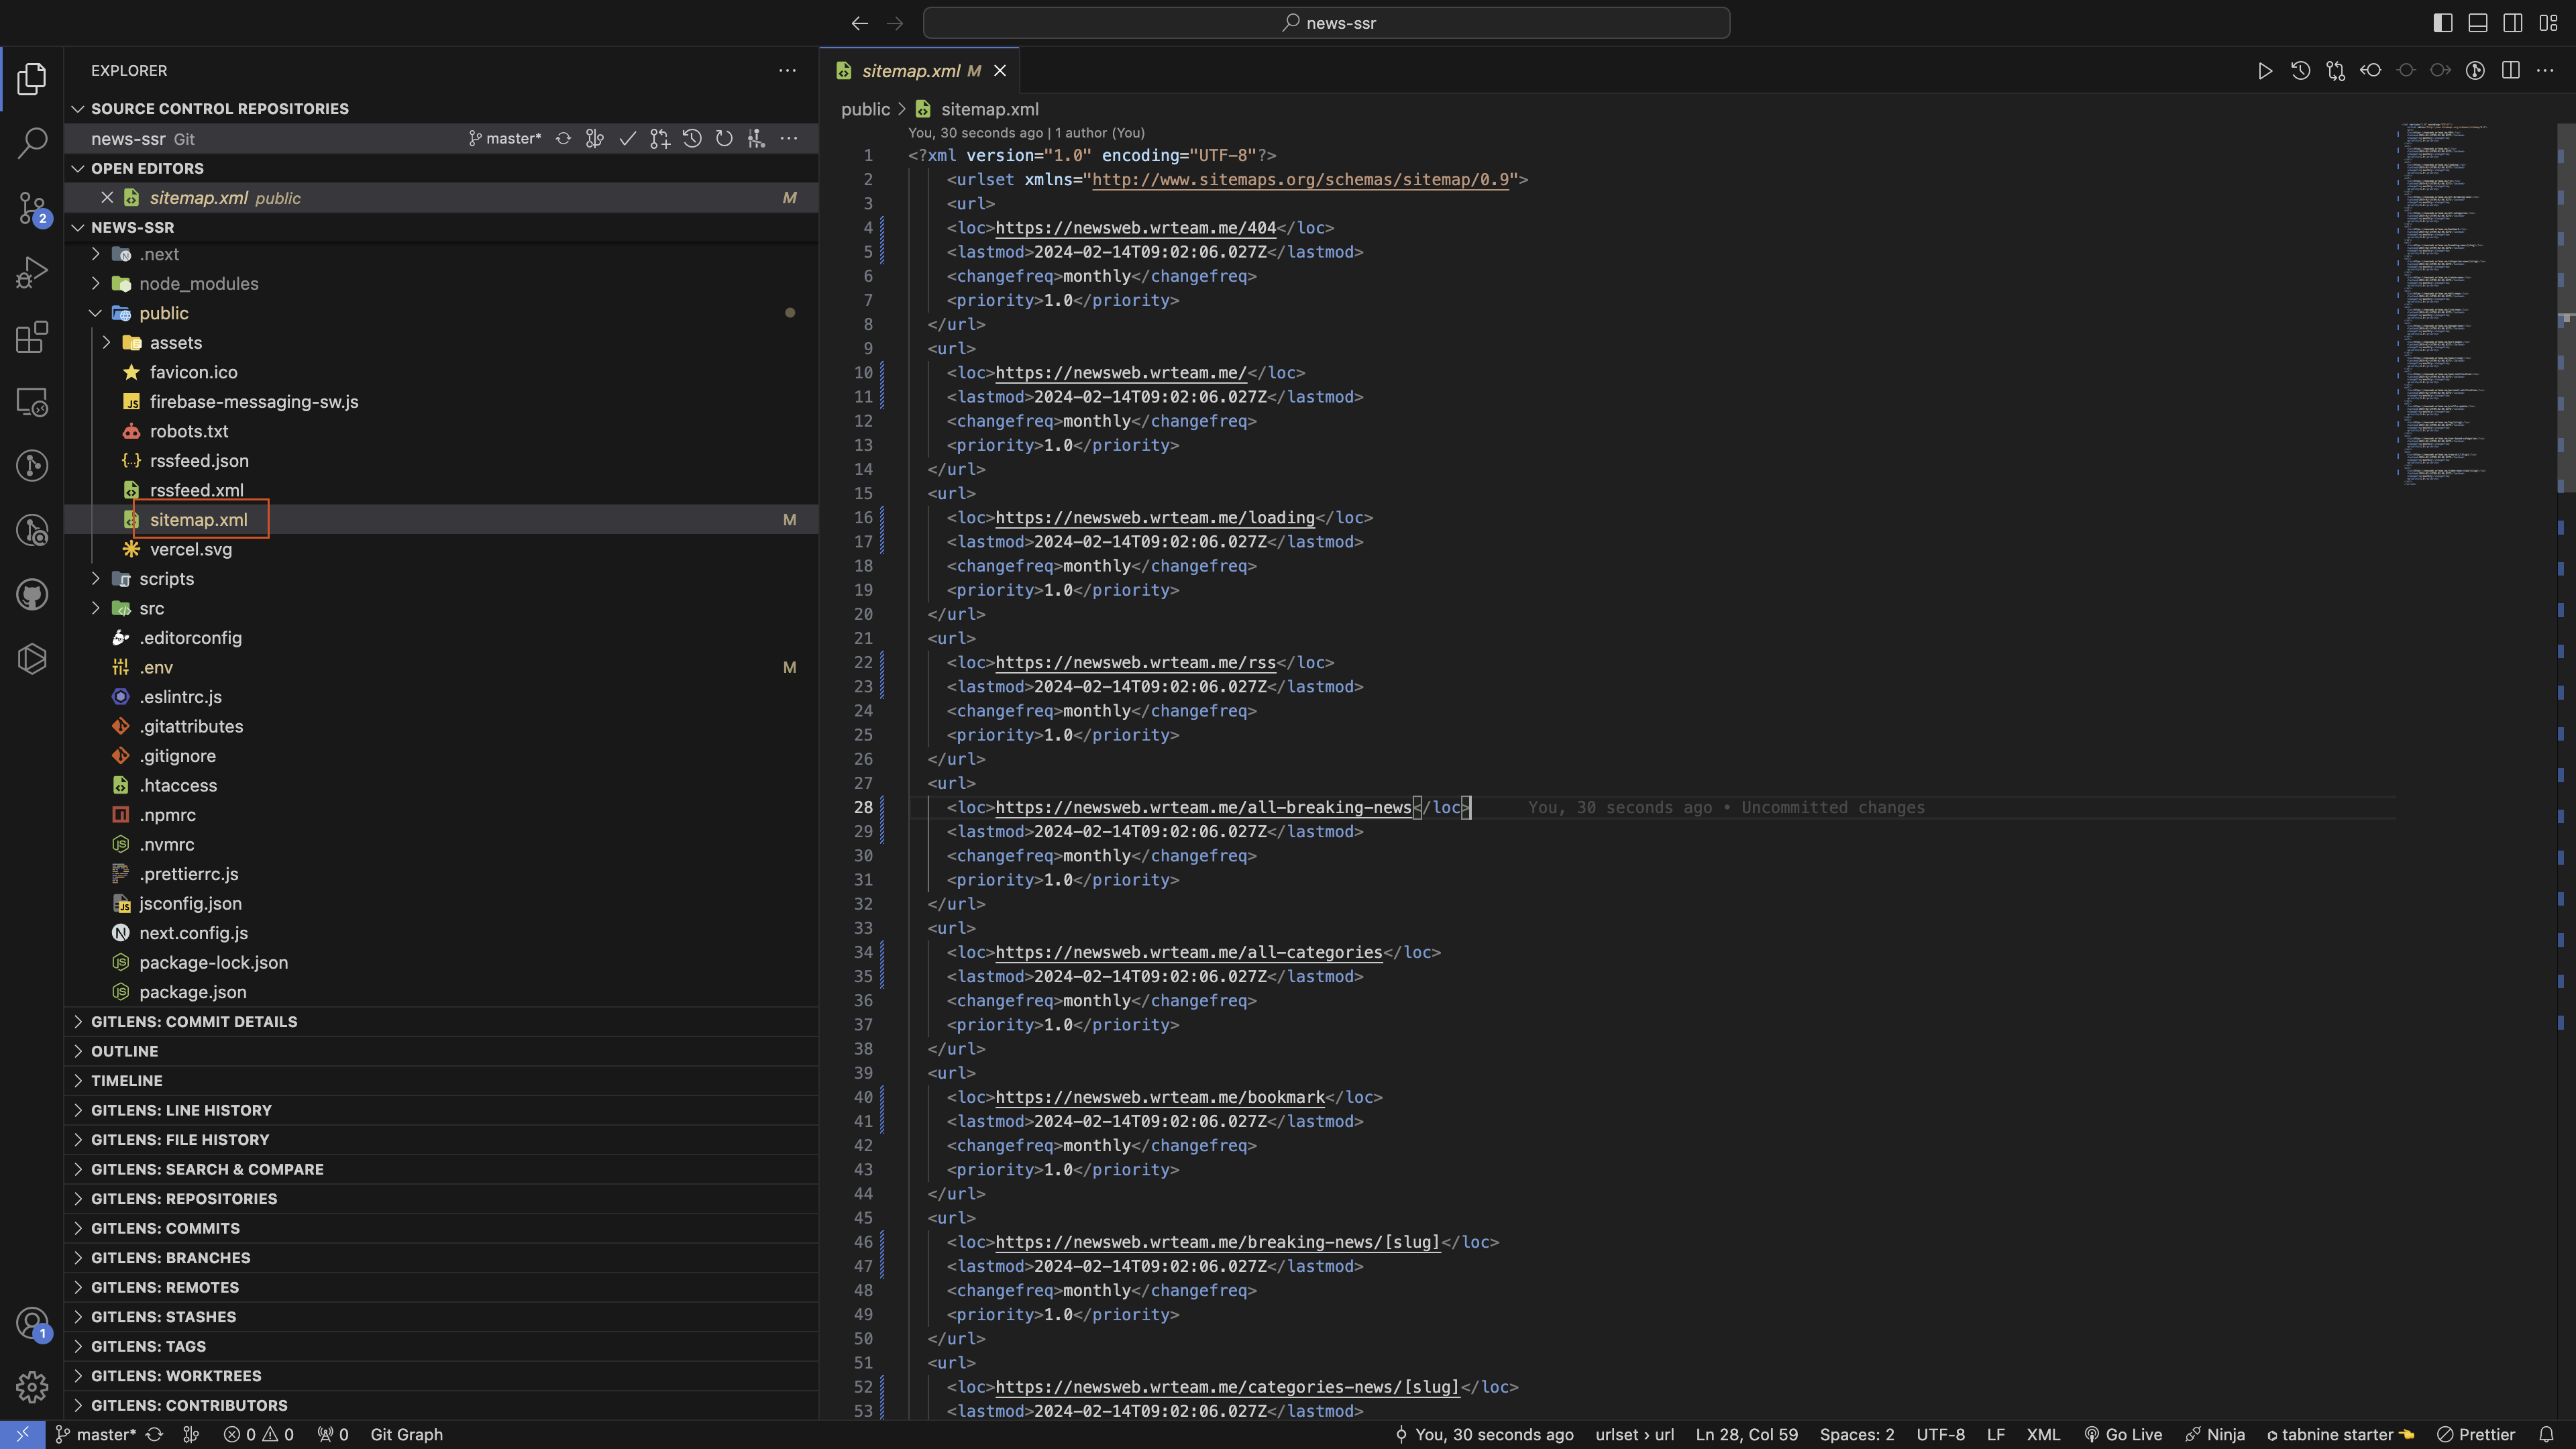 news-ssr
EXPLORER
SOURCE CONTROL REPOSITORIES
news-ssr Git master*
OPEN EDITORS
sitemap.xml public M
NEWS-SSR
.next
node_modules
public
assets
favicon.ico
firebase-messaging-sw.js
robots.txt
rssfeed.json
rssfeed.xml
sitemap.xml M
vercel.svg
scripts
src
.editorconfig
.env M
.eslintrc.js
.gitattributes
.gitignore
.htaccess
.npmrc
.nvmrc
.prettierrc.js
jsconfig.json
next.config.js
package-lock.json
package.json
GITLENS: COMMIT DETAILS
OUTLINE
TIMELINE
GITLENS: LINE HISTORY
GITLENS: FILE HISTORY
GITLENS: SEARCH & COMPARE
GITLENS: REPOSITORIES
GITLENS: COMMITS
GITLENS: BRANCHES
GITLENS: REMOTES
GITLENS: STASHES
GITLENS: TAGS
GITLENS: WORKTREES
GITLENS: CONTRIBUTORS
2
1
sitemap.xml M
public > sitemap.xml
You, 30 seconds ago | 1 author (You)
1 <?xml version="1.0" encoding="UTF-8"?>
2 <urlset xmlns="http://www.sitemaps.org/schemas/sitemap/0.9">
3 <url>
4 <loc>https://newsweb.wrteam.me/404</loc>
5 <lastmod>2024-02-14T09:02:06.027Z</lastmod>
6 <changefreq>monthly</changefreq>
7 <priority>1.0</priority>
8 </url>
9 <url>
10 <loc>https://newsweb.wrteam.me/</loc>
11 <lastmod>2024-02-14T09:02:06.027Z</lastmod>
12 <changefreq>monthly</changefreq>
13 <priority>1.0</priority>
14 </url>
15 <url>
16 <loc>https://newsweb.wrteam.me/loading</loc>
17 <lastmod>2024-02-14T09:02:06.027Z</lastmod>
18 <changefreq>monthly</changefreq>
19 <priority>1.0</priority>
20 </url>
21 <url>
22 <loc>https://newsweb.wrteam.me/rss</loc>
23 <lastmod>2024-02-14T09:02:06.027Z</lastmod>
24 <changefreq>monthly</changefreq>
25 <priority>1.0</priority>
26 </url>
27 <url>
28 <loc>https://newsweb.wrteam.me/all-breaking-news</loc> You, 30 seconds ago • Uncommitted changes
29 <lastmod>2024-02-14T09:02:06.027Z</lastmod>
30 <changefreq>monthly</changefreq>
31 <priority>1.0</priority>
32 </url>
33 <url>
34 <loc>https://newsweb.wrteam.me/all-categories</loc>
35 <lastmod>2024-02-14T09:02:06.027Z</lastmod>
36 <changefreq>monthly</changefreq>
37 <priority>1.0</priority>
38 </url>
39 <url>
40 <loc>https://newsweb.wrteam.me/bookmark</loc>
41 <lastmod>2024-02-14T09:02:06.027Z</lastmod>
42 <changefreq>monthly</changefreq>
43 <priority>1.0</priority>
44 </url>
45 <url>
46 <loc>https://newsweb.wrteam.me/breaking-news/[slug]</loc>
47 <lastmod>2024-02-14T09:02:06.027Z</lastmod>
48 <changefreq>monthly</changefreq>
49 <priority>1.0</priority>
50 </url>
51 <url>
52 <loc>https://newsweb.wrteam.me/categories-news/[slug]</loc>
53 <lastmod>2024-02-14T09:02:06.027Z</lastmod>
master* 0 0 0 Git Graph You, 30 seconds ago urlset › url Ln 28, Col 59 Spaces: 2 UTF-8 LF XML Go Live Ninja tabnine starter Prettier